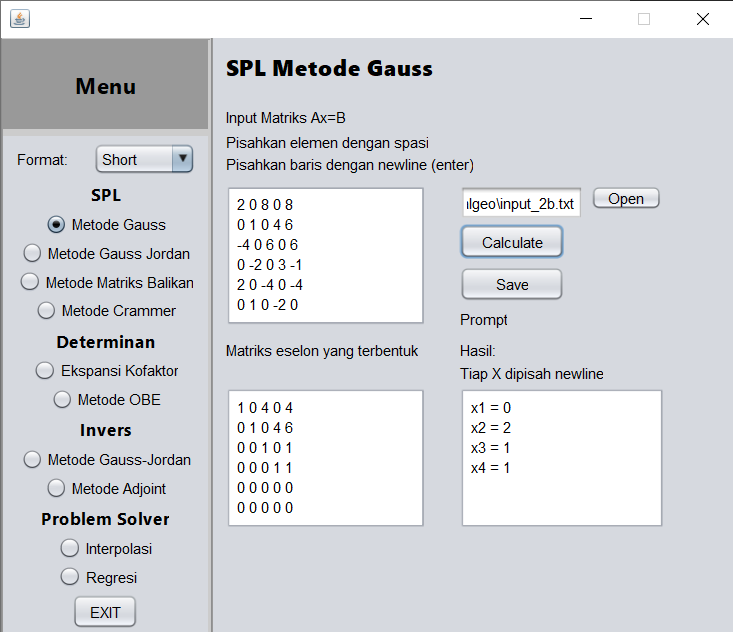 Menu
Format:
Short
SPL
Metode Gauss
Metode Gauss Jordan
Metode Matriks Balikan
Metode Crammer
Determinan
Ekspansi Kofaktor
Metode OBE
Invers
Metode Gauss-Jordan
Metode Adjoint
Problem Solver
Interpolasi
Regresi
EXIT
SPL Metode Gauss
Input Matriks Ax=B
Pisahkan elemen dengan spasi
Pisahkan baris dengan newline (enter)
2 0 8 0 8
0 1 0 4 6
-4 0 6 0 6
0 -2 0 3 -1
2 0 -4 0 -4
0 1 0 -2 0
algeo\input_2b.txt
Open
Calculate
Save
Prompt
Matriks eselon yang terbentuk
1 0 4 0 4
0 1 0 4 6
0 0 1 0 1
0 0 0 1 1
0 0 0 0 0
0 0 0 0 0
Hasil:
Tiap X dipisah newline
x1 = 0
x2 = 2
x3 = 1
x4 = 1